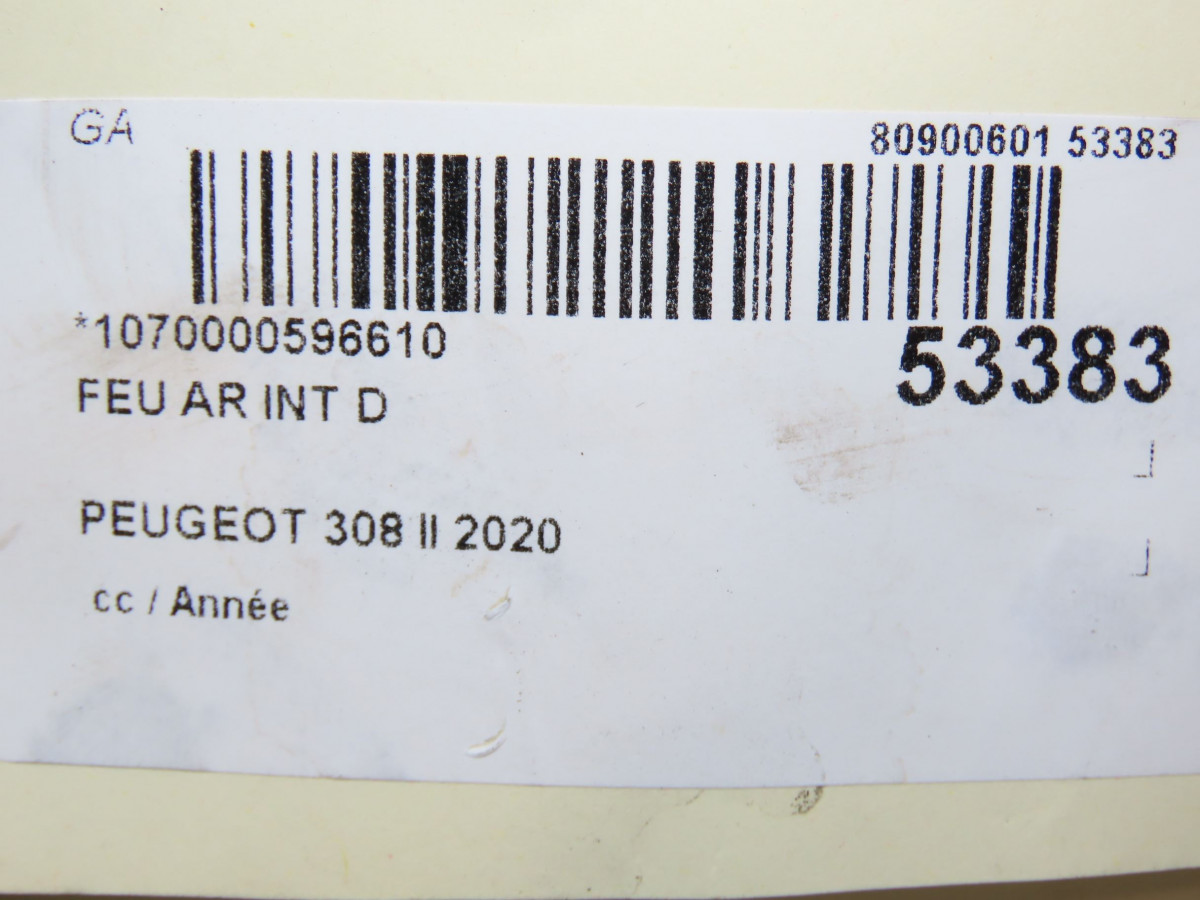 GA
80900601 53383
*1070000596610
53383
FEU AR INT D
PEUGEOT 308 II 2020
cc / Année